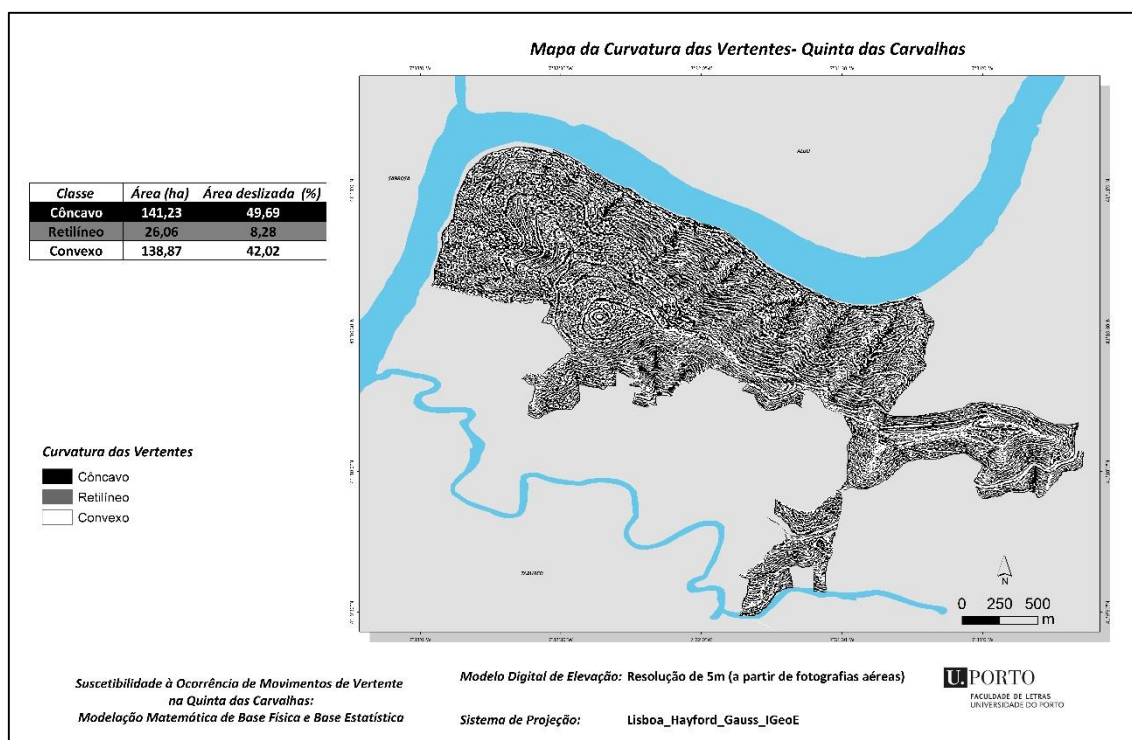 Mapa da Curvatura das Vertentes- Quinta das Carvalhas
SABROSA
ALIJÓ
Classe Área (ha) Área deslizada (%)
Côncavo 141,23 49,69
Retilíneo 26,06 8,28
Convexo 138,87 42,02
Curvatura das Vertentes
Côncavo
Retilíneo
Convexo
TABUAÇO
N
0 250 500
m
Suscetibilidade à Ocorrência de Movimentos de Vertente
na Quinta das Carvalhas:
Modelação Matemática de Base Física e Base Estatística
Modelo Digital de Elevação: Resolução de 5m (a partir de fotografias aéreas)
Sistema de Projeção: Lisboa_Hayford_Gauss_IGeoE
U. PORTO
FACULDADE DE LETRAS
UNIVERSIDADE DO PORTO